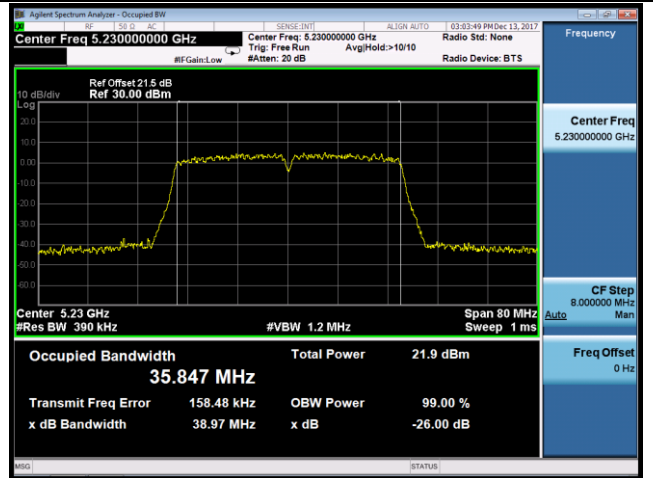 Agilent Spectrum Analyzer - Occupied BW
RF 50 Ω AC SENSE:INT ALIGN AUTO 03:03:49 PM Dec 13, 2017
Center Freq 5.230000000 GHz
Center Freq: 5.230000000 GHz
Radio Std: None
Trig: Free Run Avg|Hold:>10/10
#IFGain:Low #Atten: 20 dB Radio Device: BTS
Ref Offset 21.5 dB
10 dB/div Ref 30.00 dBm
Log
20.0
10.0
0.00
-10.0
-20.0
-30.0
-40.0
-50.0
-60.0
Center 5.23 GHz Span 80 MHz
#Res BW 390 kHz #VBW 1.2 MHz Sweep 1 ms
Occupied Bandwidth Total Power 21.9 dBm
35.847 MHz
Transmit Freq Error 158.48 kHz OBW Power 99.00 %
x dB Bandwidth 38.97 MHz x dB -26.00 dB
MSG STATUS
Frequency
Center Freq
5.230000000 GHz
CF Step
8.000000 MHz
Auto Man
Freq Offset
0 Hz